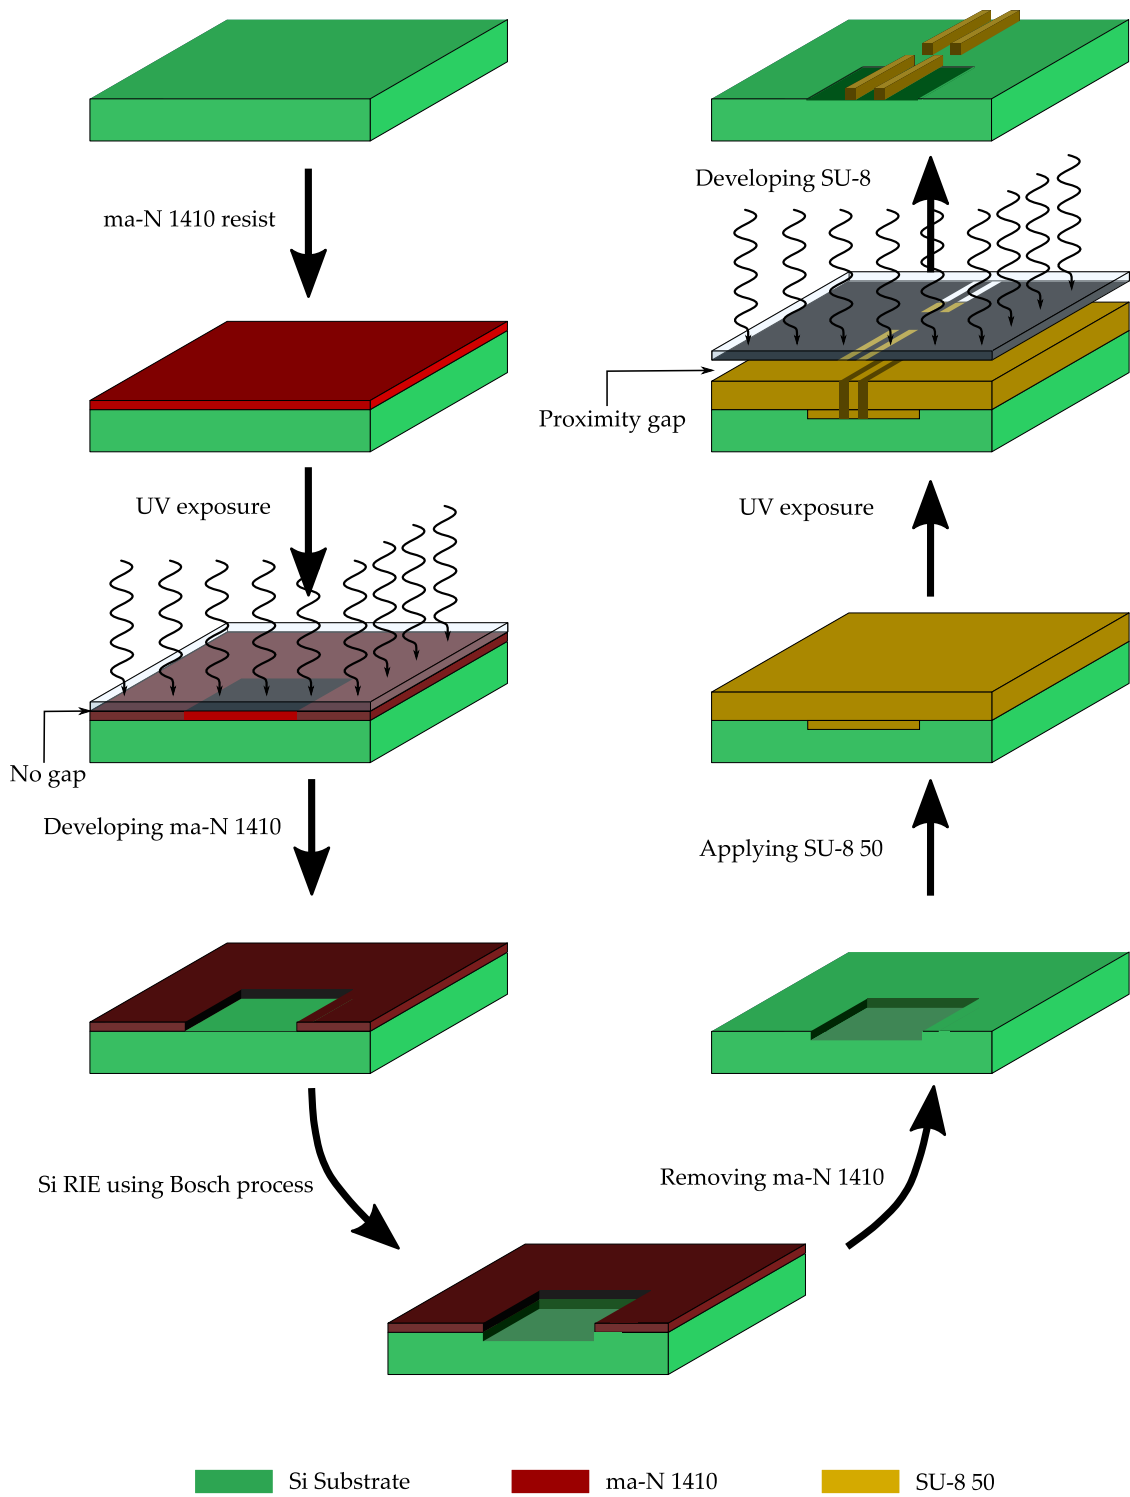 ma-N 1410 resist
UV exposure
No gap
Developing ma-N 1410
Si RIE using Bosch process
Removing ma-N 1410
Applying SU-8 50
UV exposure
Proximity gap
Developing SU-8
Si Substrate
ma-N 1410
SU-8 50